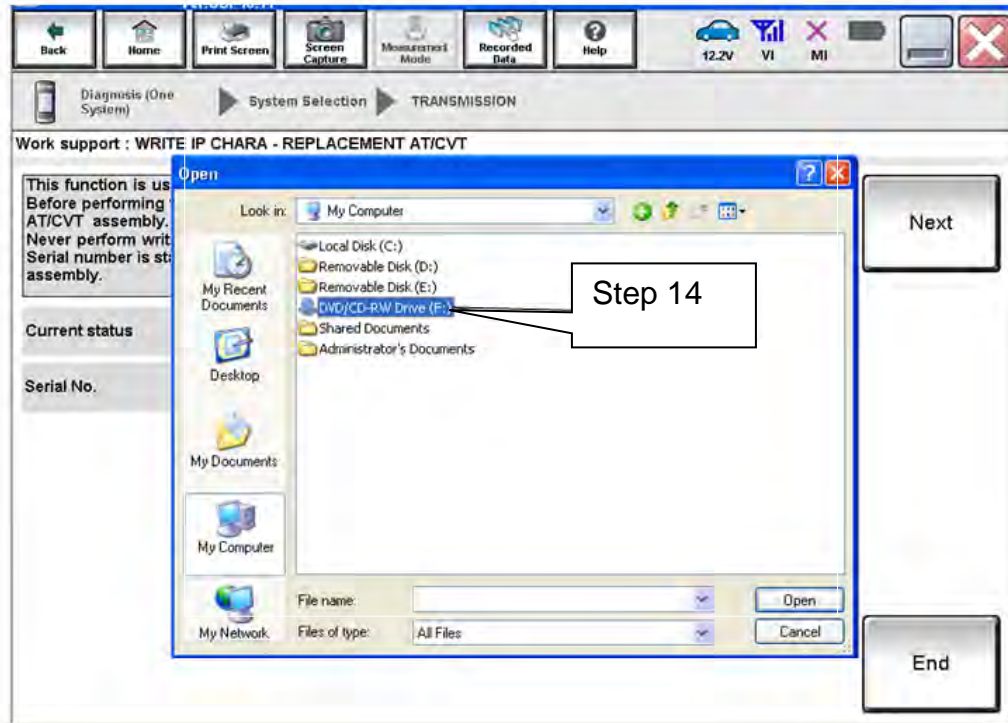 Back
Home
Print Screen
Screen
Capture
Measurement
Mode
Recorded
Data
Help
12.2V
VI
MI
Diagnosis (One
System)
System Selection
TRANSMISSION
Work support : WRITE IP CHARA - REPLACEMENT AT/CVT
This function is us
Before performing
AT/CVT assembly.
Never perform writ
Serial number is sta
assembly.
Current status
Serial No.
Next
End
Open
Look in:
My Computer
My Recent
Documents
Desktop
My Documents
My Computer
My Network
Local Disk (C:)
Removable Disk (D:)
Removable Disk (E:)
DVD/CD-RW Drive (F:)
Shared Documents
Administrator's Documents
Step 14
File name:
Open
Files of type:
All Files
Cancel